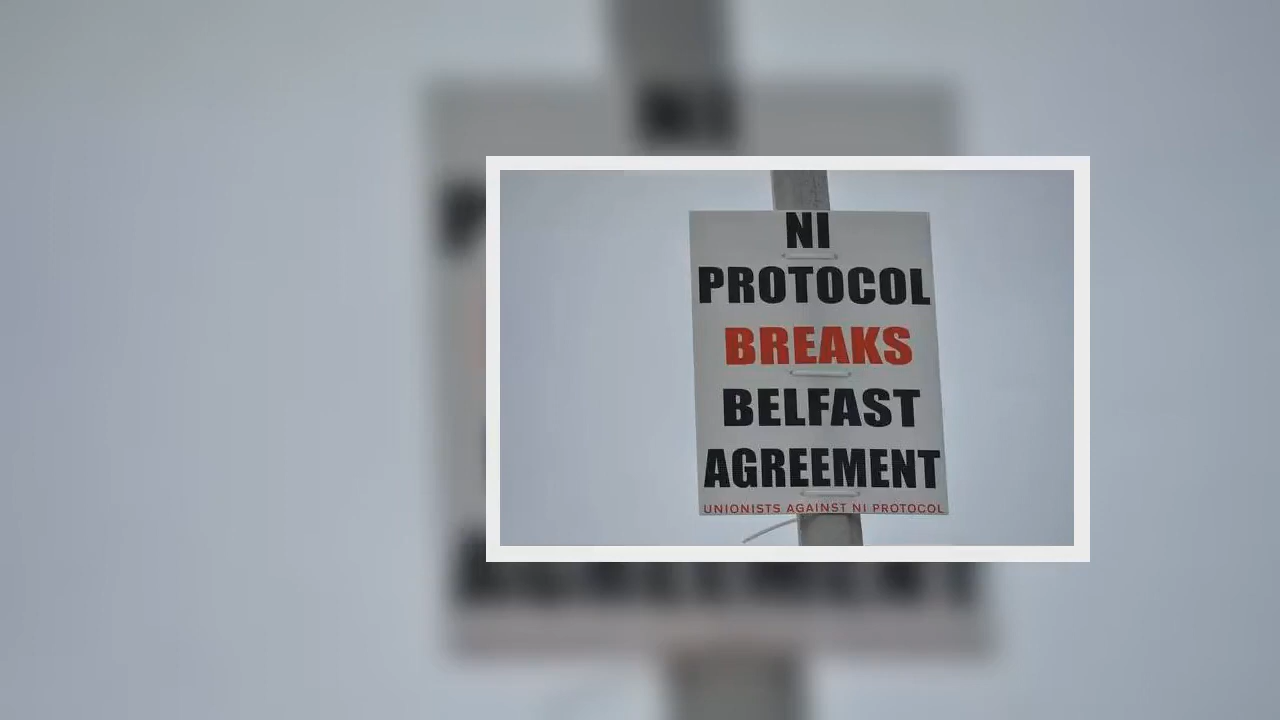 NI
PROTOCOL
BREAKS
BELFAST
AGREEMENT
UNIONISTS AGAINST NI PROTOCOL